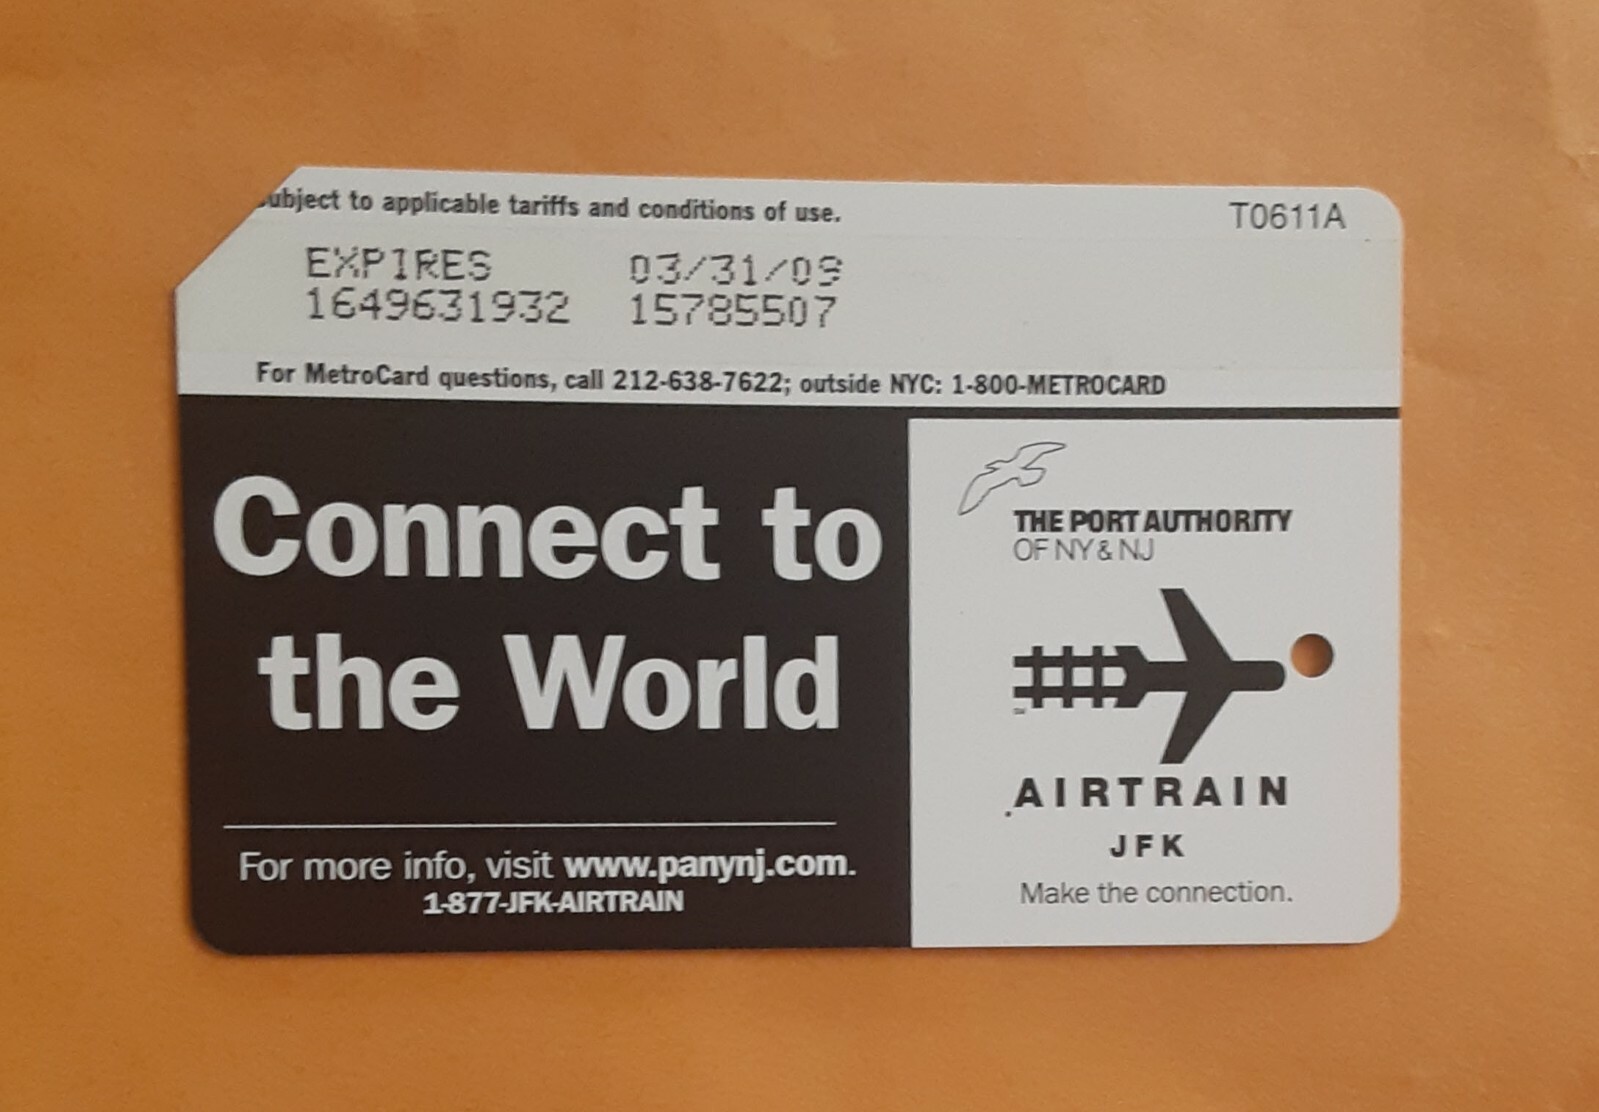 ubject to applicable tariffs and conditions of use.
T0611A
EXPIRES 03/31/09
1649631932 15785507
For MetroCard questions, call 212-638-7622; outside NYC: 1-800-METROCARD
Connect to
the World
For more info, visit www.panynj.com.
1-877-JFK-AIRTRAIN
THE PORT AUTHORITY
OF NY & NJ
AIRTRAIN
JFK
Make the connection.